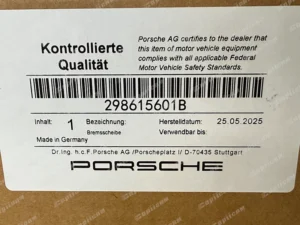 Kontrollierte
Qualität
Porsche AG certifies to the dealer that
this item of motor vehicle equipment
complies with all applicable Federal
Motor Vehicle Safety Standards.
298615601B
Inhalt: 1 Bezeichnung: Herstelldatum: 25.05.2025
Bremsscheibe Verwendbar bis:
Made in Germany
Dr.Ing. h.c.F.Porsche AG /Porscheplatz // D-70435 Stuttgart
PORSCHE